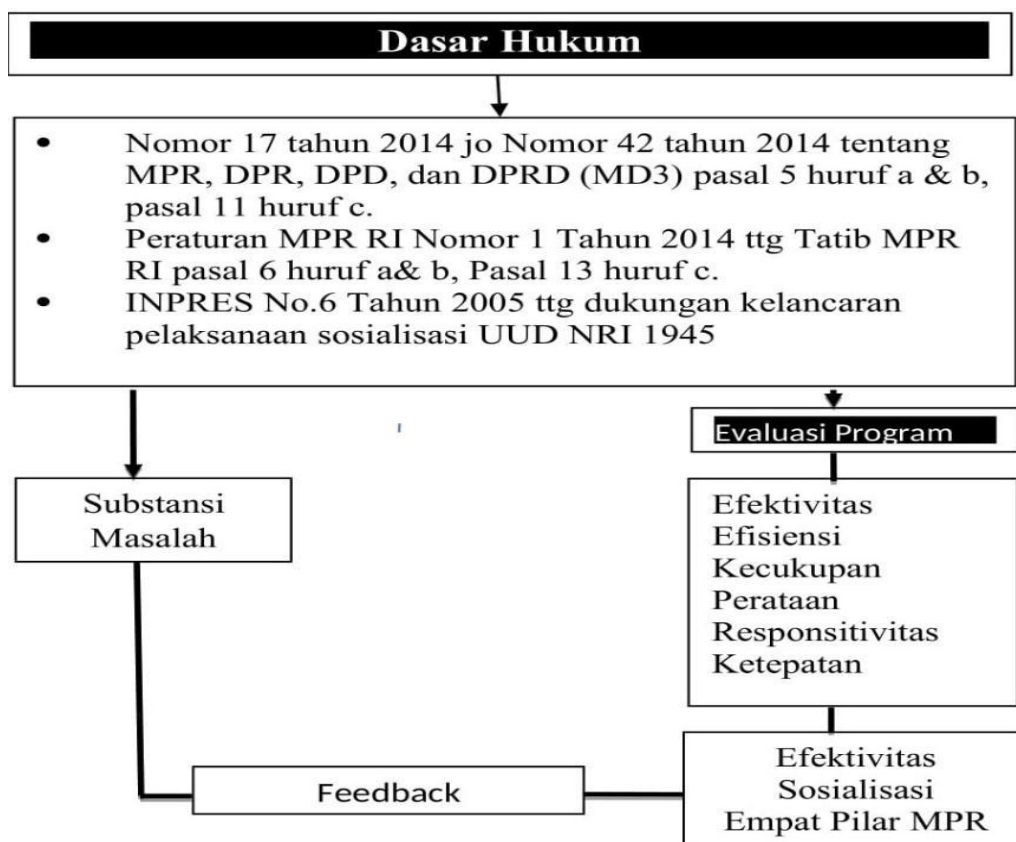 Dasar Hukum
• Nomor 17 tahun 2014 jo Nomor 42 tahun 2014 tentang
MPR, DPR, DPD, dan DPRD (MD3) pasal 5 huruf a & b,
pasal 11 huruf c.
• Peraturan MPR RI Nomor 1 Tahun 2014 ttg Tatib MPR
RI pasal 6 huruf a& b, Pasal 13 huruf c.
• INPRES No.6 Tahun 2005 ttg dukungan kelancaran
pelaksanaan sosialisasi UUD NRI 1945
Evaluasi Program
Substansi
Masalah
Efektivitas
Efisiensi
Kecukupan
Perataan
Responsitivitas
Ketepatan
Feedback
Efektivitas
Sosialisasi
Empat Pilar MPR